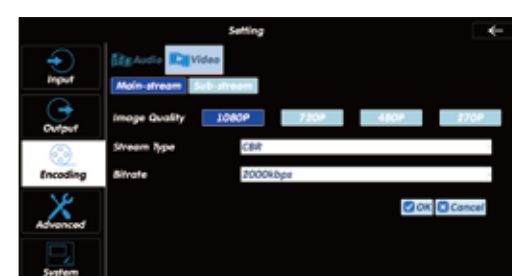 Setting
Input
Output
Encoding
Advanced
System
Audio Video
Main-stream Sub-stream
Image Quality 1080P 720P 480P 270P
Stream Type CBR
Bitrate 2000kbps
OK Cancel